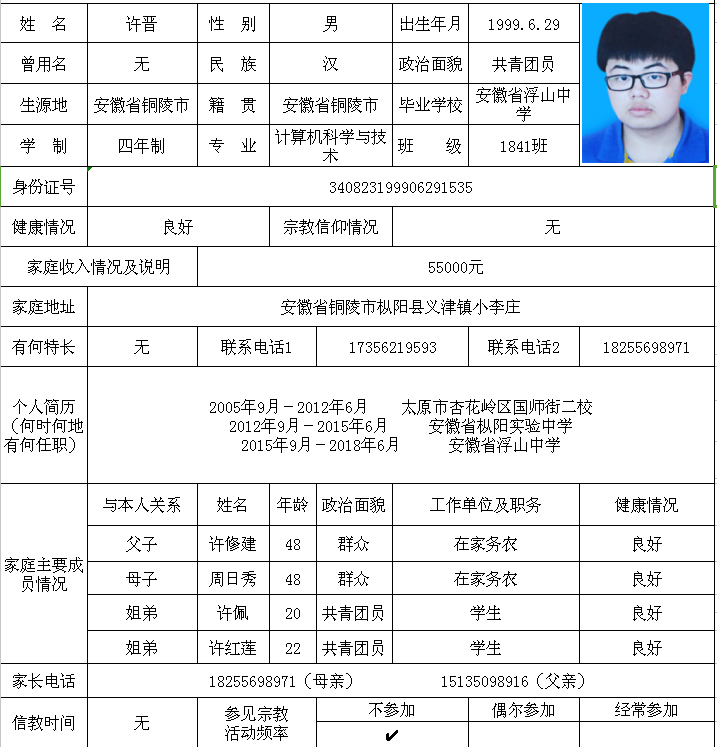 姓 名 许晋 性 别 男 出生年月 1999.6.29
曾用名 无 民 族 汉 政治面貌 共青团员
生源地 安徽省铜陵市 籍 贯 安徽省铜陵市 毕业学校 安徽省浮山中
学
学 制 四年制 专 业 计算机科学与技
术 班 级 1841班
身份证号 340823199906291535
健康情况 良好 宗教信仰情况 无
家庭收入情况及说明 55000元
家庭地址 安徽省铜陵市枞阳县义津镇小李庄
有何特长 无 联系电话1 17356219593 联系电话2 18255698971
个人简历
(何时何地
有何任职)
2005年9月－2012年6月 太原市杏花岭区国师街二校
2012年9月－2015年6月 安徽省枞阳实验中学
2015年9月－2018年6月 安徽省浮山中学
家庭主要成
员情况
与本人关系 姓名 年龄 政治面貌 工作单位及职务 健康情况
父子 许修建 48 群众 在家务农 良好
母子 周日秀 48 群众 在家务农 良好
姐弟 许佩 20 共青团员 学生 良好
姐弟 许红莲 22 共青团员 学生 良好
家长电话 18255698971（母亲） 15135098916（父亲）
信教时间 无 参见宗教
活动频率
不参加 偶尔参加 经常参加
✔